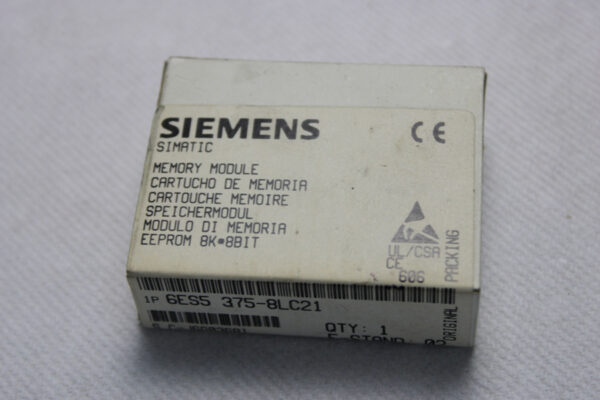 SIEMENS
CE
SIMATIC
MEMORY MODULE
CARTUCHO DE MEMORIA
CARTOUCHE MEMOIRE
SPEICHERMODUL
MODULO DI MEMORIA
EEPROM 8K*8BIT
UL/CSA
CE
606
ORIGINAL PACKING
1P 6ES5 375-8LC21
QTY: 1